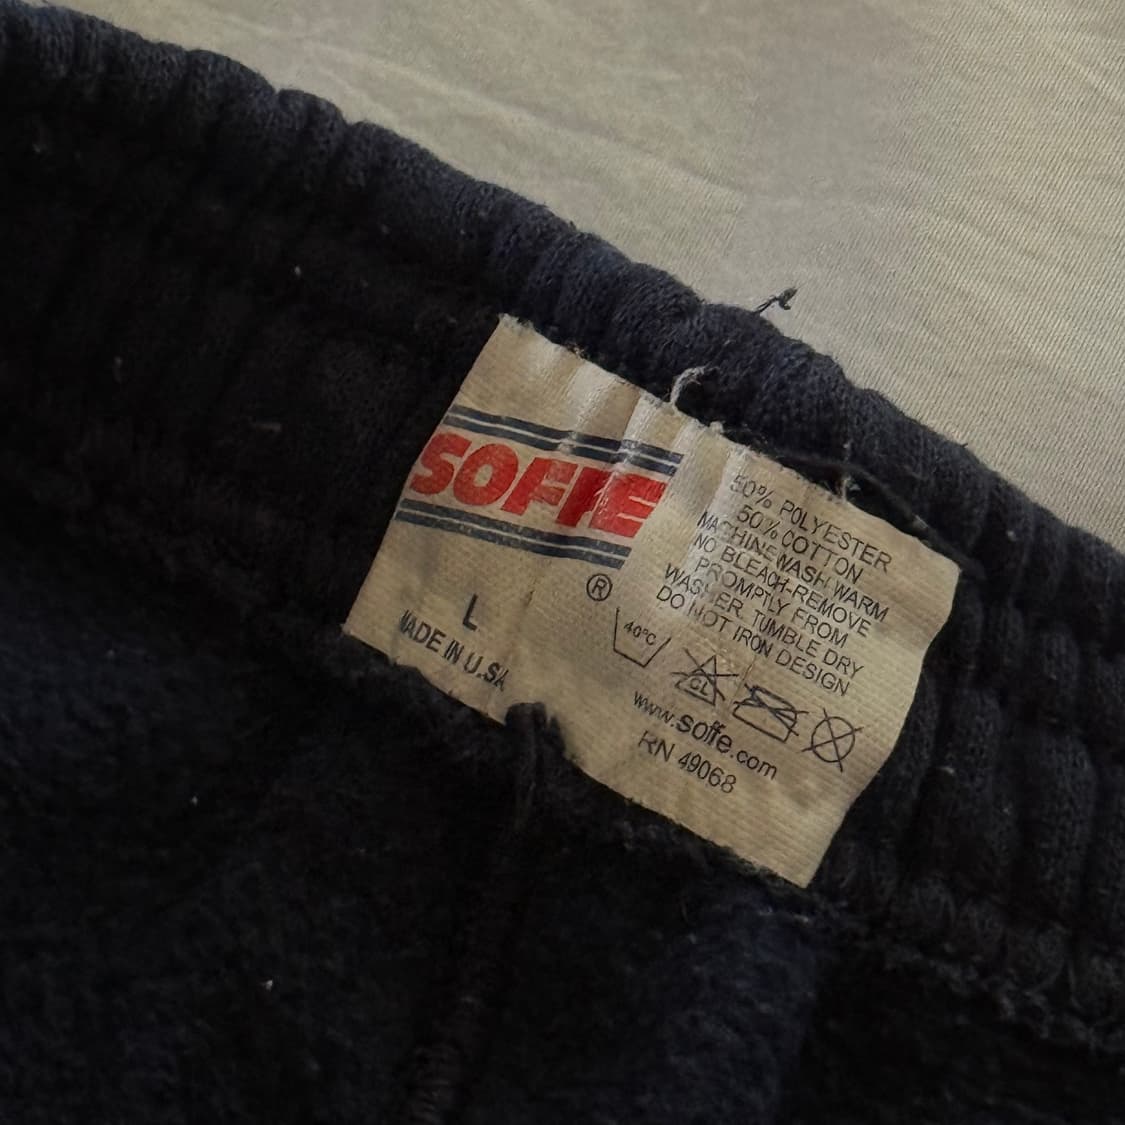 SOFFE
®
L
MADE IN U.S.A
50% POLYESTER
50% COTTON
MACHINE WASH WARM
NO BLEACH-REMOVE
PROMPTLY FROM
WASHER TUMBLE DRY
DO NOT IRON DESIGN
40°C
CL
www.soffe.com
RN 49068